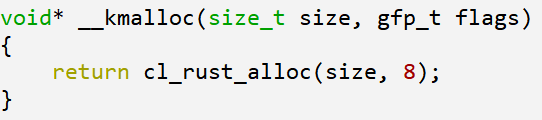 void* __kmalloc(size_t size, gfp_t flags)
{
    return cl_rust_alloc(size, 8);
}